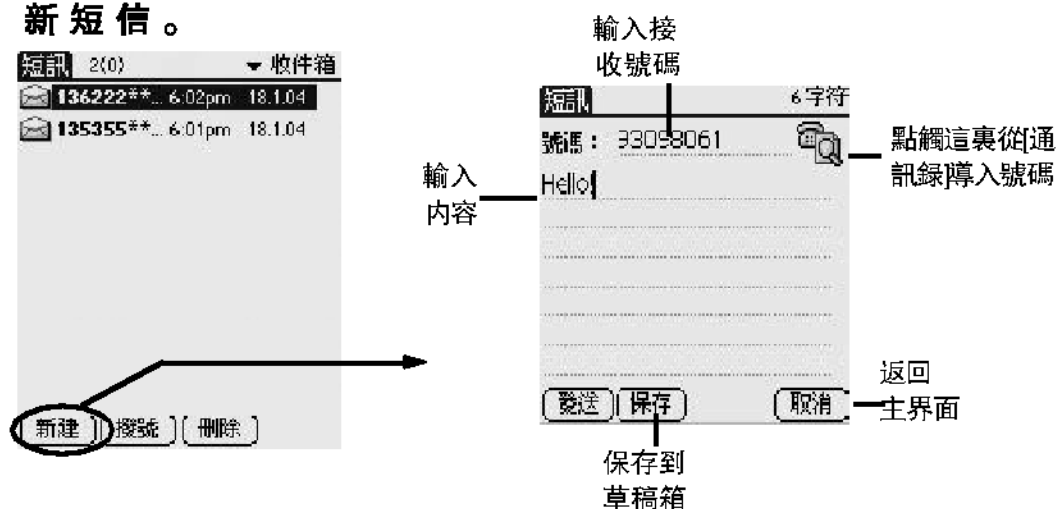 新短信。
短訊 2(0) 收件箱
136222**... 6:02pm 18.1.04
135355**... 6:01pm 18.1.04
新建 撥號 刪除
輸入接
收號碼
短訊 6字符
號碼： 93098061
Hello!
輸入
内容
點觸這裏從[通
訊録]導入號碼
發送 保存 取消
返回
主界面
保存到
草稿箱